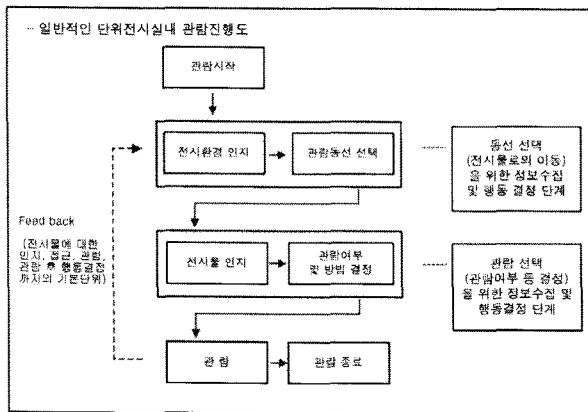 - 일반적인 단위전시실내 관람진행도
관람시작
전시환경 인지
관람동선 선택
동선 선택
(전시물로의 이동)
을 위한 정보수집
및 행동 결정 단계
Feed back
(전시물에 대한
인지, 접근, 관람,
관람 후 행동결정
까지의 기본단위)
전시물 인지
관람여부
및 방법 결정
관람 선택
(관람여부 등 결정)
을 위한 정보수집 및
행동결정 단계
관 람
관람 종료